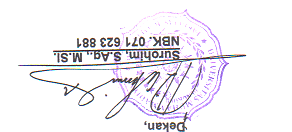 Dekan,
Surohim, S.Ag., M.SI
NBK. 071 623 881